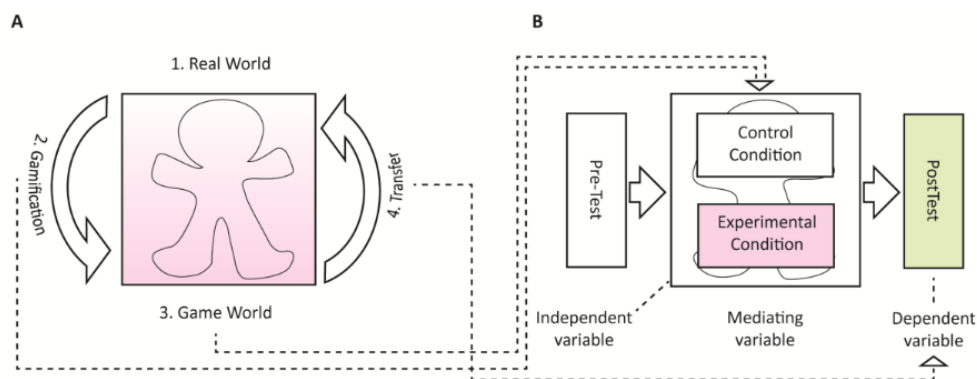 A
1. Real World
2. Gamification
4. Transfer
3. Game World
B
Pre-Test
Control
Condition
Experimental
Condition
PostTest
Independent
variable
Mediating
variable
Dependent
variable